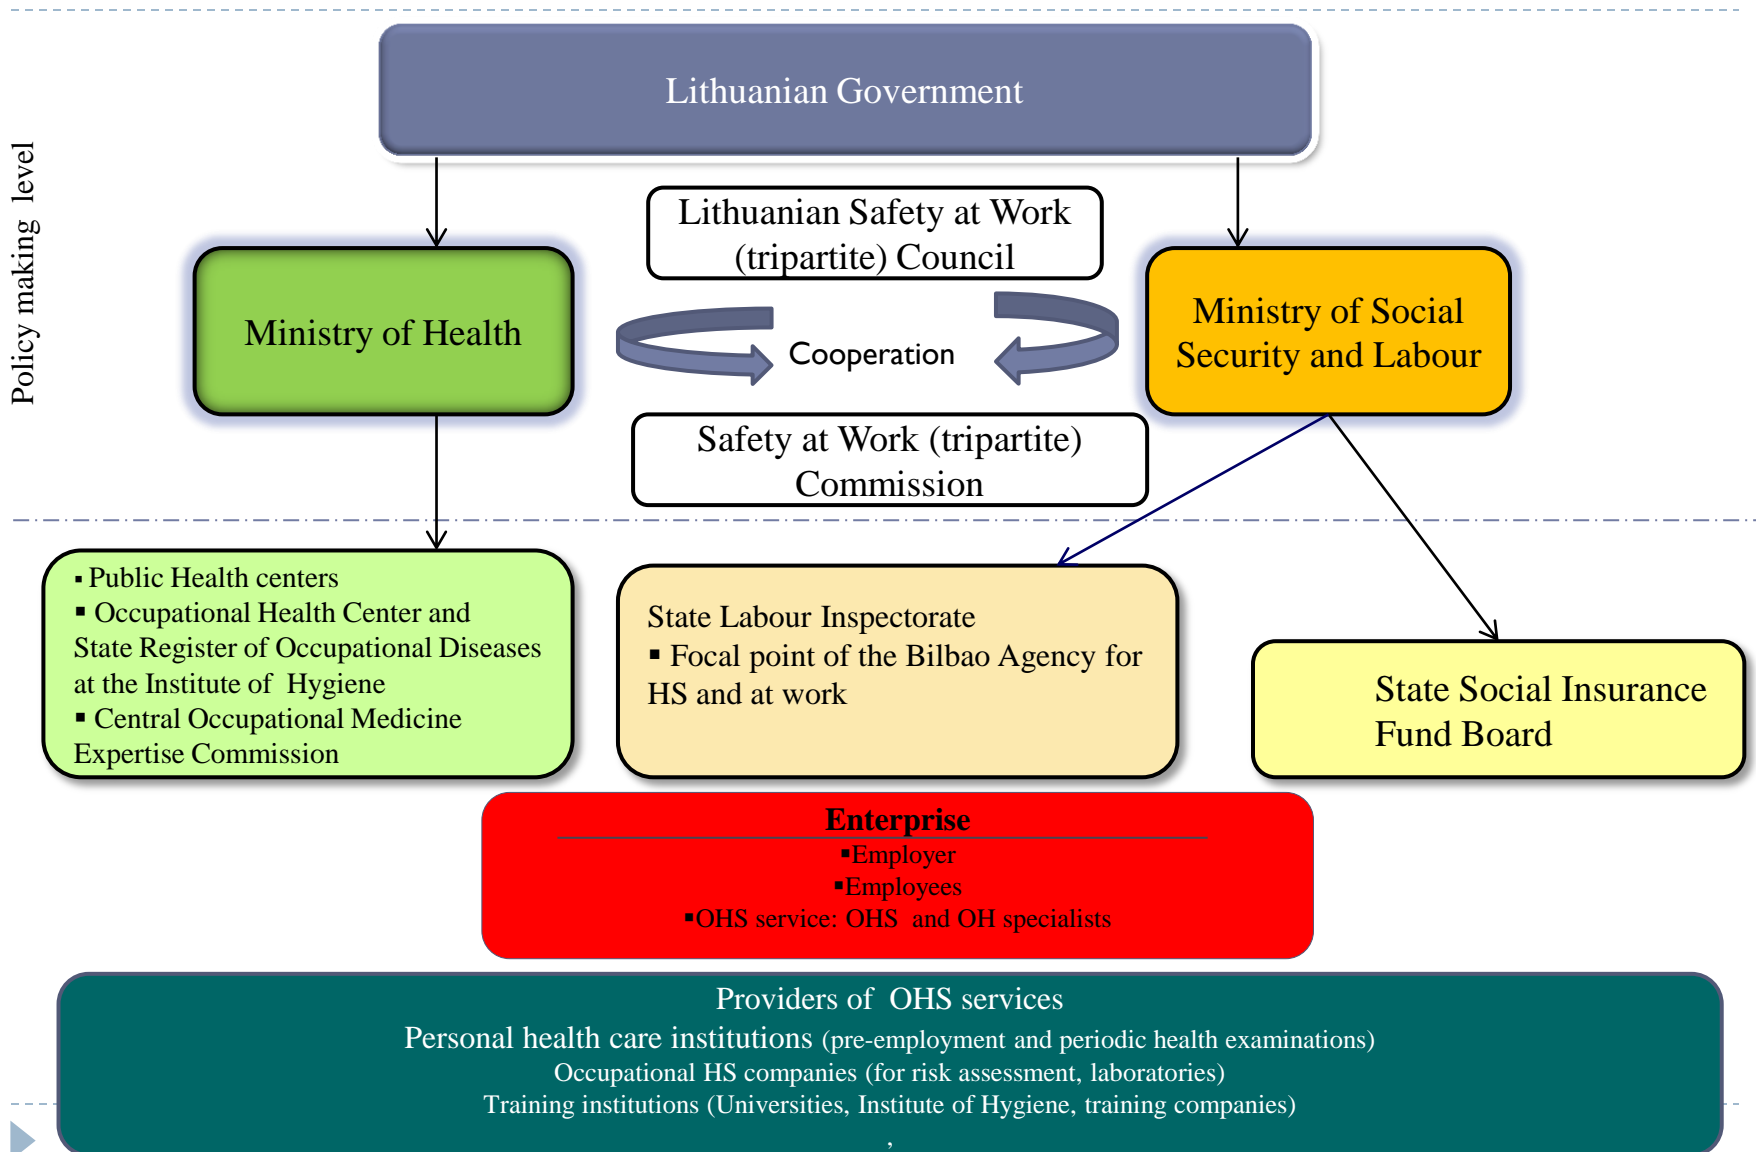 Lithuanian Government
Policy making level
Lithuanian Safety at Work
(tripartite) Council
Ministry of Health
Cooperation
Ministry of Social
Security and Labour
Safety at Work (tripartite)
Commission
▪ Public Health centers
▪ Occupational Health Center and
State Register of Occupational Diseases
at the Institute of Hygiene
▪ Central Occupational Medicine
Expertise Commission
State Labour Inspectorate
▪ Focal point of the Bilbao Agency for
HS and at work
State Social Insurance
Fund Board
Enterprise
▪Employer
▪Employees
▪OHS service: OHS and OH specialists
Providers of OHS services
Personal health care institutions (pre-employment and periodic health examinations)
Occupational HS companies (for risk assessment, laboratories)
Training institutions (Universities, Institute of Hygiene, training companies)
,